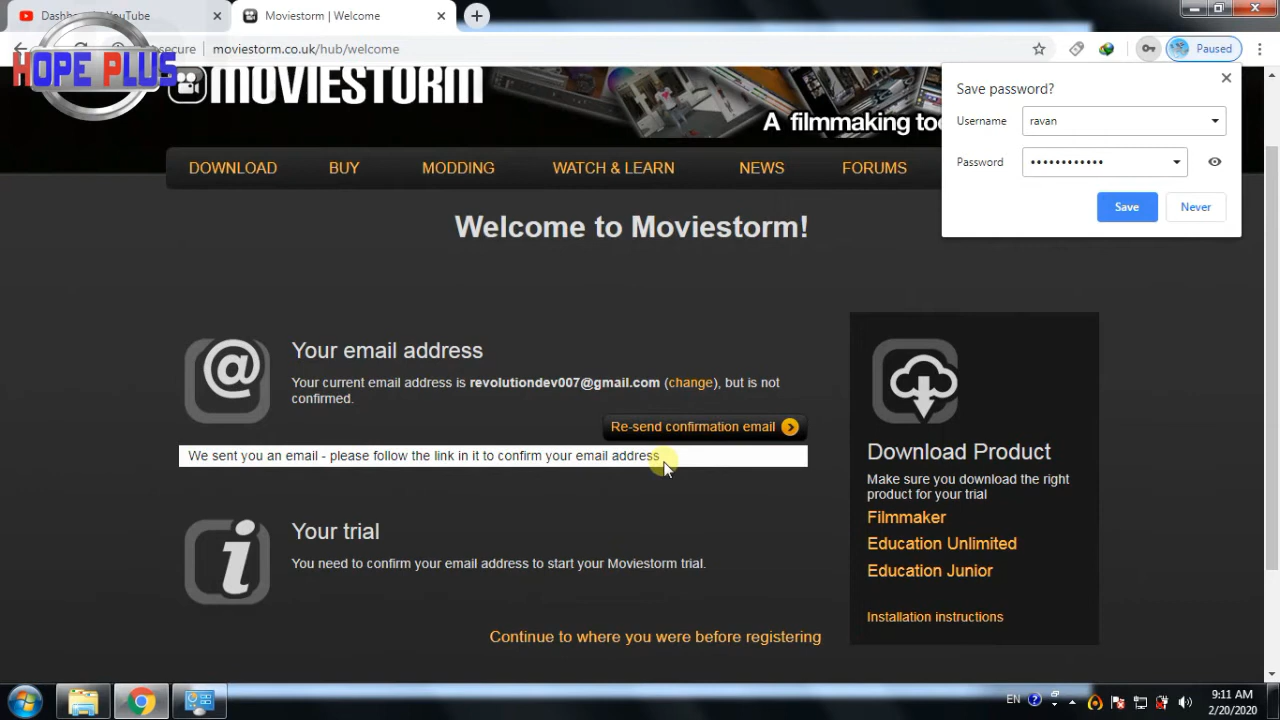 Moviestorm | Welcome
HOPE PLUS
moviestorm.co.uk/hub/welcome
Paused
MOVIESTORM
A filmmaking
Save password?
Username
ravan
Password
••••••••••••
Save
Never
DOWNLOAD
BUY
MODDING
WATCH & LEARN
NEWS
FORUMS
Welcome to Moviestorm!
Your email address
Your current email address is revolutiondev007@gmail.com (change), but is not
confirmed.
Re-send confirmation email
We sent you an email - please follow the link in it to confirm your email address
Your trial
You need to confirm your email address to start your Moviestorm trial.
Continue to where you were before registering
Download Product
Make sure you download the right
product for your trial
Filmmaker
Education Unlimited
Education Junior
Installation instructions
EN
9:11 AM
2/20/2020